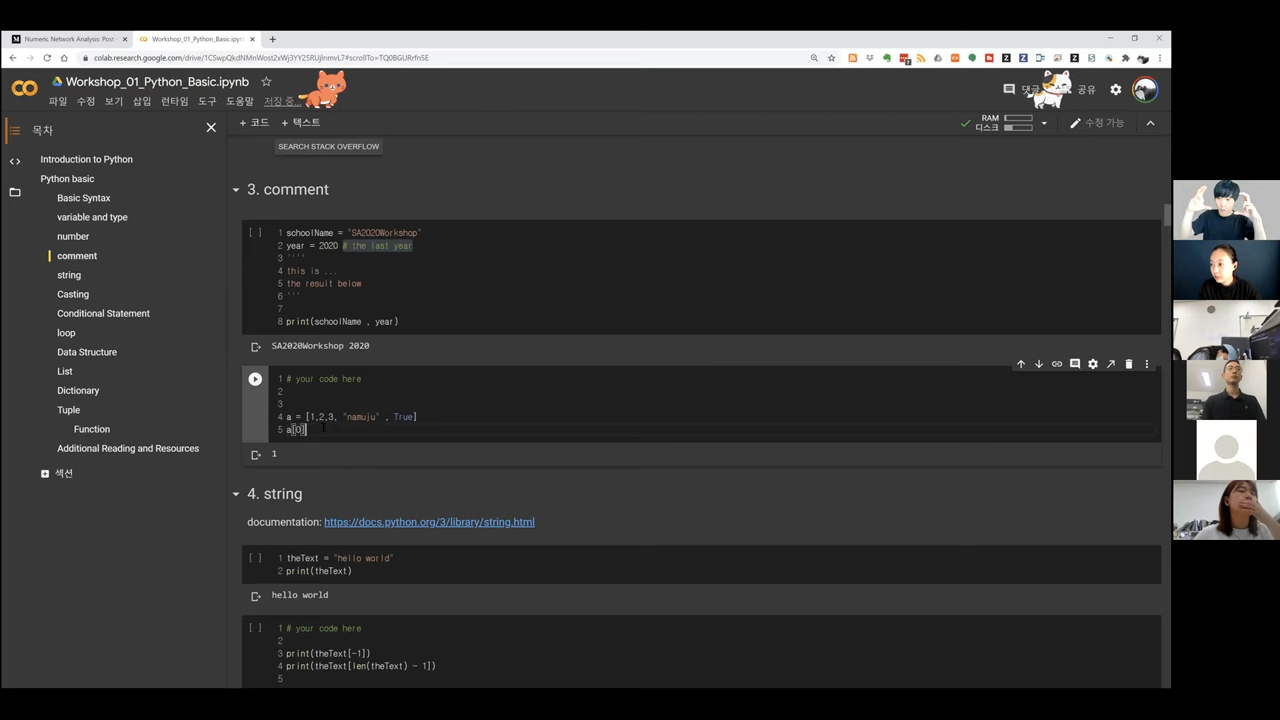 Numeric Network Analysis: Post-
Workshop_01_Python_Basic.ipynb
Workshop_01_Python_Basic.ipynb
파일 수정 보기 삽입 런타임 도구 도움말 저장 중...
댓글 공유
목차
+ 코드 + 텍스트
RAM
디스크
수정 가능
Introduction to Python
Python basic
Basic Syntax
variable and type
number
comment
string
Casting
Conditional Statement
loop
Data Structure
List
Dictionary
Tuple
Function
Additional Reading and Resources
섹션
SEARCH STACK OVERFLOW
3. comment
[ ]
1 schoolName = "SA2020Workshop"
2 year = 2020 # the last year
3 ''''
4 this is ...
5 the result below
6 '''
7
8 print(schoolName , year)
SA2020Workshop 2020
1 # your code here
2
3
4 a = [1,2,3, "namuju" , True]
5 a[0]
1
4. string
documentation: https://docs.python.org/3/library/string.html
[ ]
1 theText = "hello world"
2 print(theText)
hello world
[ ]
1 # your code here
2
3 print(theText[-1])
4 print(theText[len(theText) - 1])
5